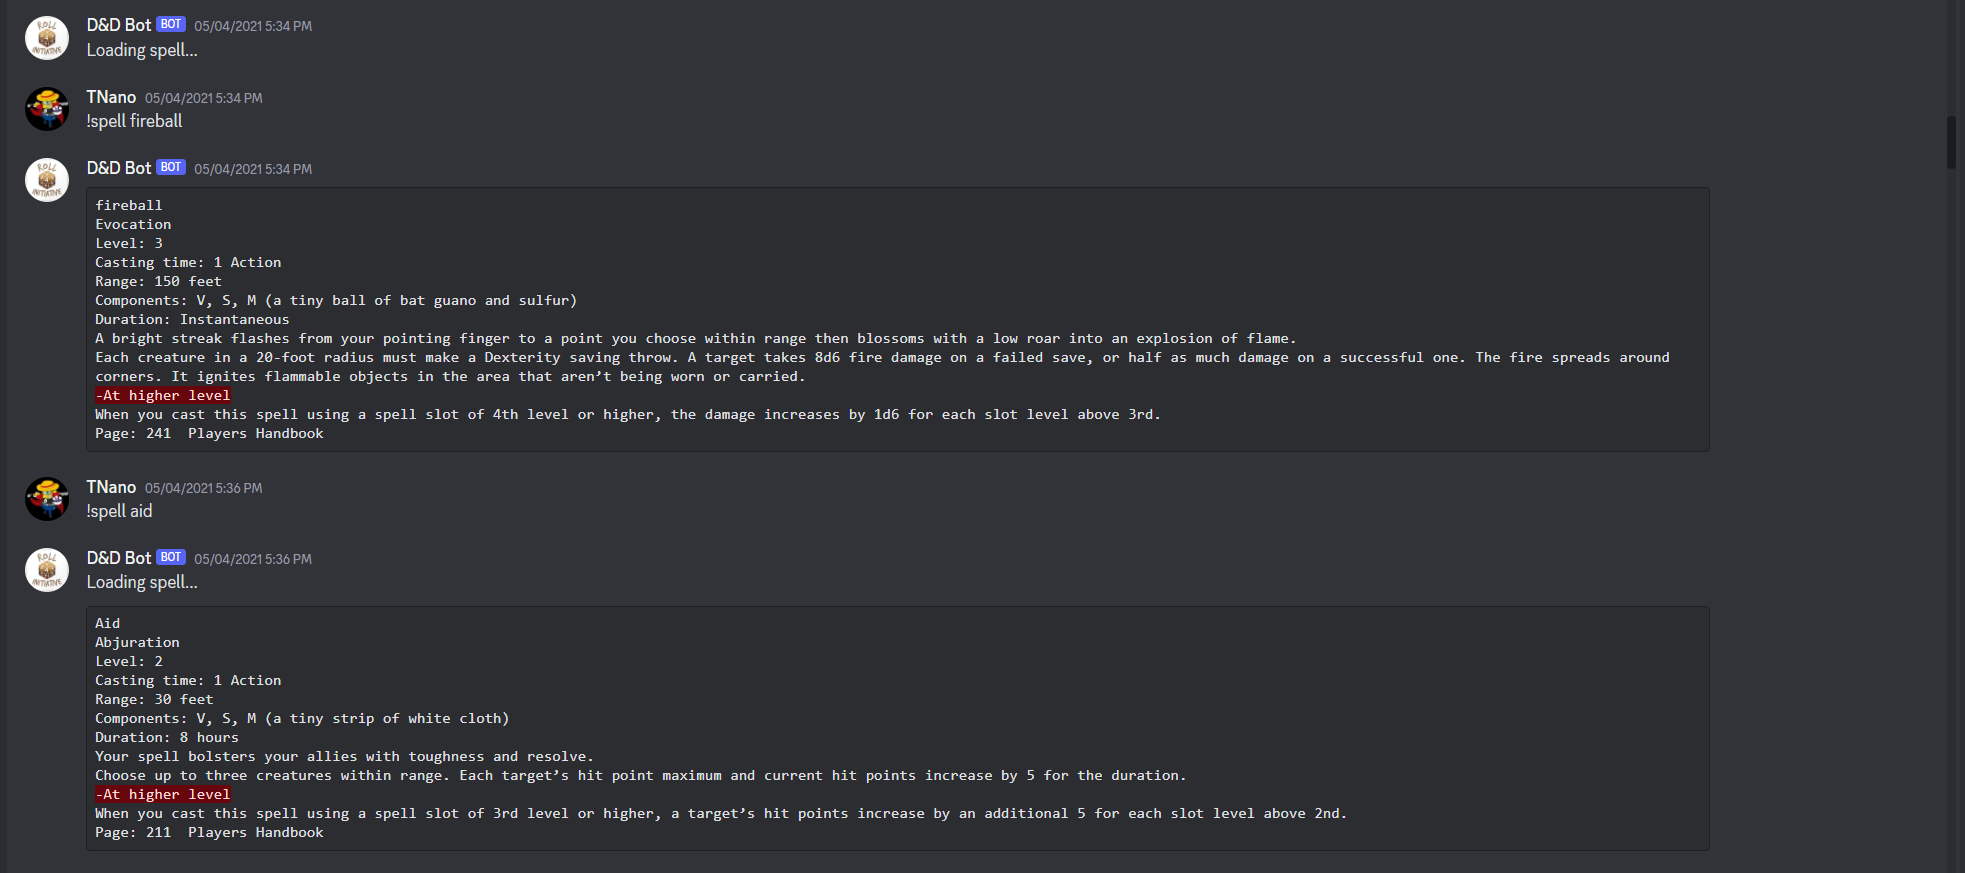 ROLL
INITIATIVE
D&D Bot BOT 05/04/2021 5:34 PM
Loading spell...
TNano 05/04/2021 5:34 PM
!spell fireball
ROLL
INITIATIVE
D&D Bot BOT 05/04/2021 5:34 PM
fireball
Evocation
Level: 3
Casting time: 1 Action
Range: 150 feet
Components: V, S, M (a tiny ball of bat guano and sulfur)
Duration: Instantaneous
A bright streak flashes from your pointing finger to a point you choose within range then blossoms with a low roar into an explosion of flame.
Each creature in a 20-foot radius must make a Dexterity saving throw. A target takes 8d6 fire damage on a failed save, or half as much damage on a successful one. The fire spreads around
corners. It ignites flammable objects in the area that aren’t being worn or carried.
-At higher level
When you cast this spell using a spell slot of 4th level or higher, the damage increases by 1d6 for each slot level above 3rd.
Page: 241  Players Handbook
TNano 05/04/2021 5:36 PM
!spell aid
ROLL
INITIATIVE
D&D Bot BOT 05/04/2021 5:36 PM
Loading spell...
Aid
Abjuration
Level: 2
Casting time: 1 Action
Range: 30 feet
Components: V, S, M (a tiny strip of white cloth)
Duration: 8 hours
Your spell bolsters your allies with toughness and resolve.
Choose up to three creatures within range. Each target’s hit point maximum and current hit points increase by 5 for the duration.
-At higher level
When you cast this spell using a spell slot of 3rd level or higher, a target’s hit points increase by an additional 5 for each slot level above 2nd.
Page: 211  Players Handbook